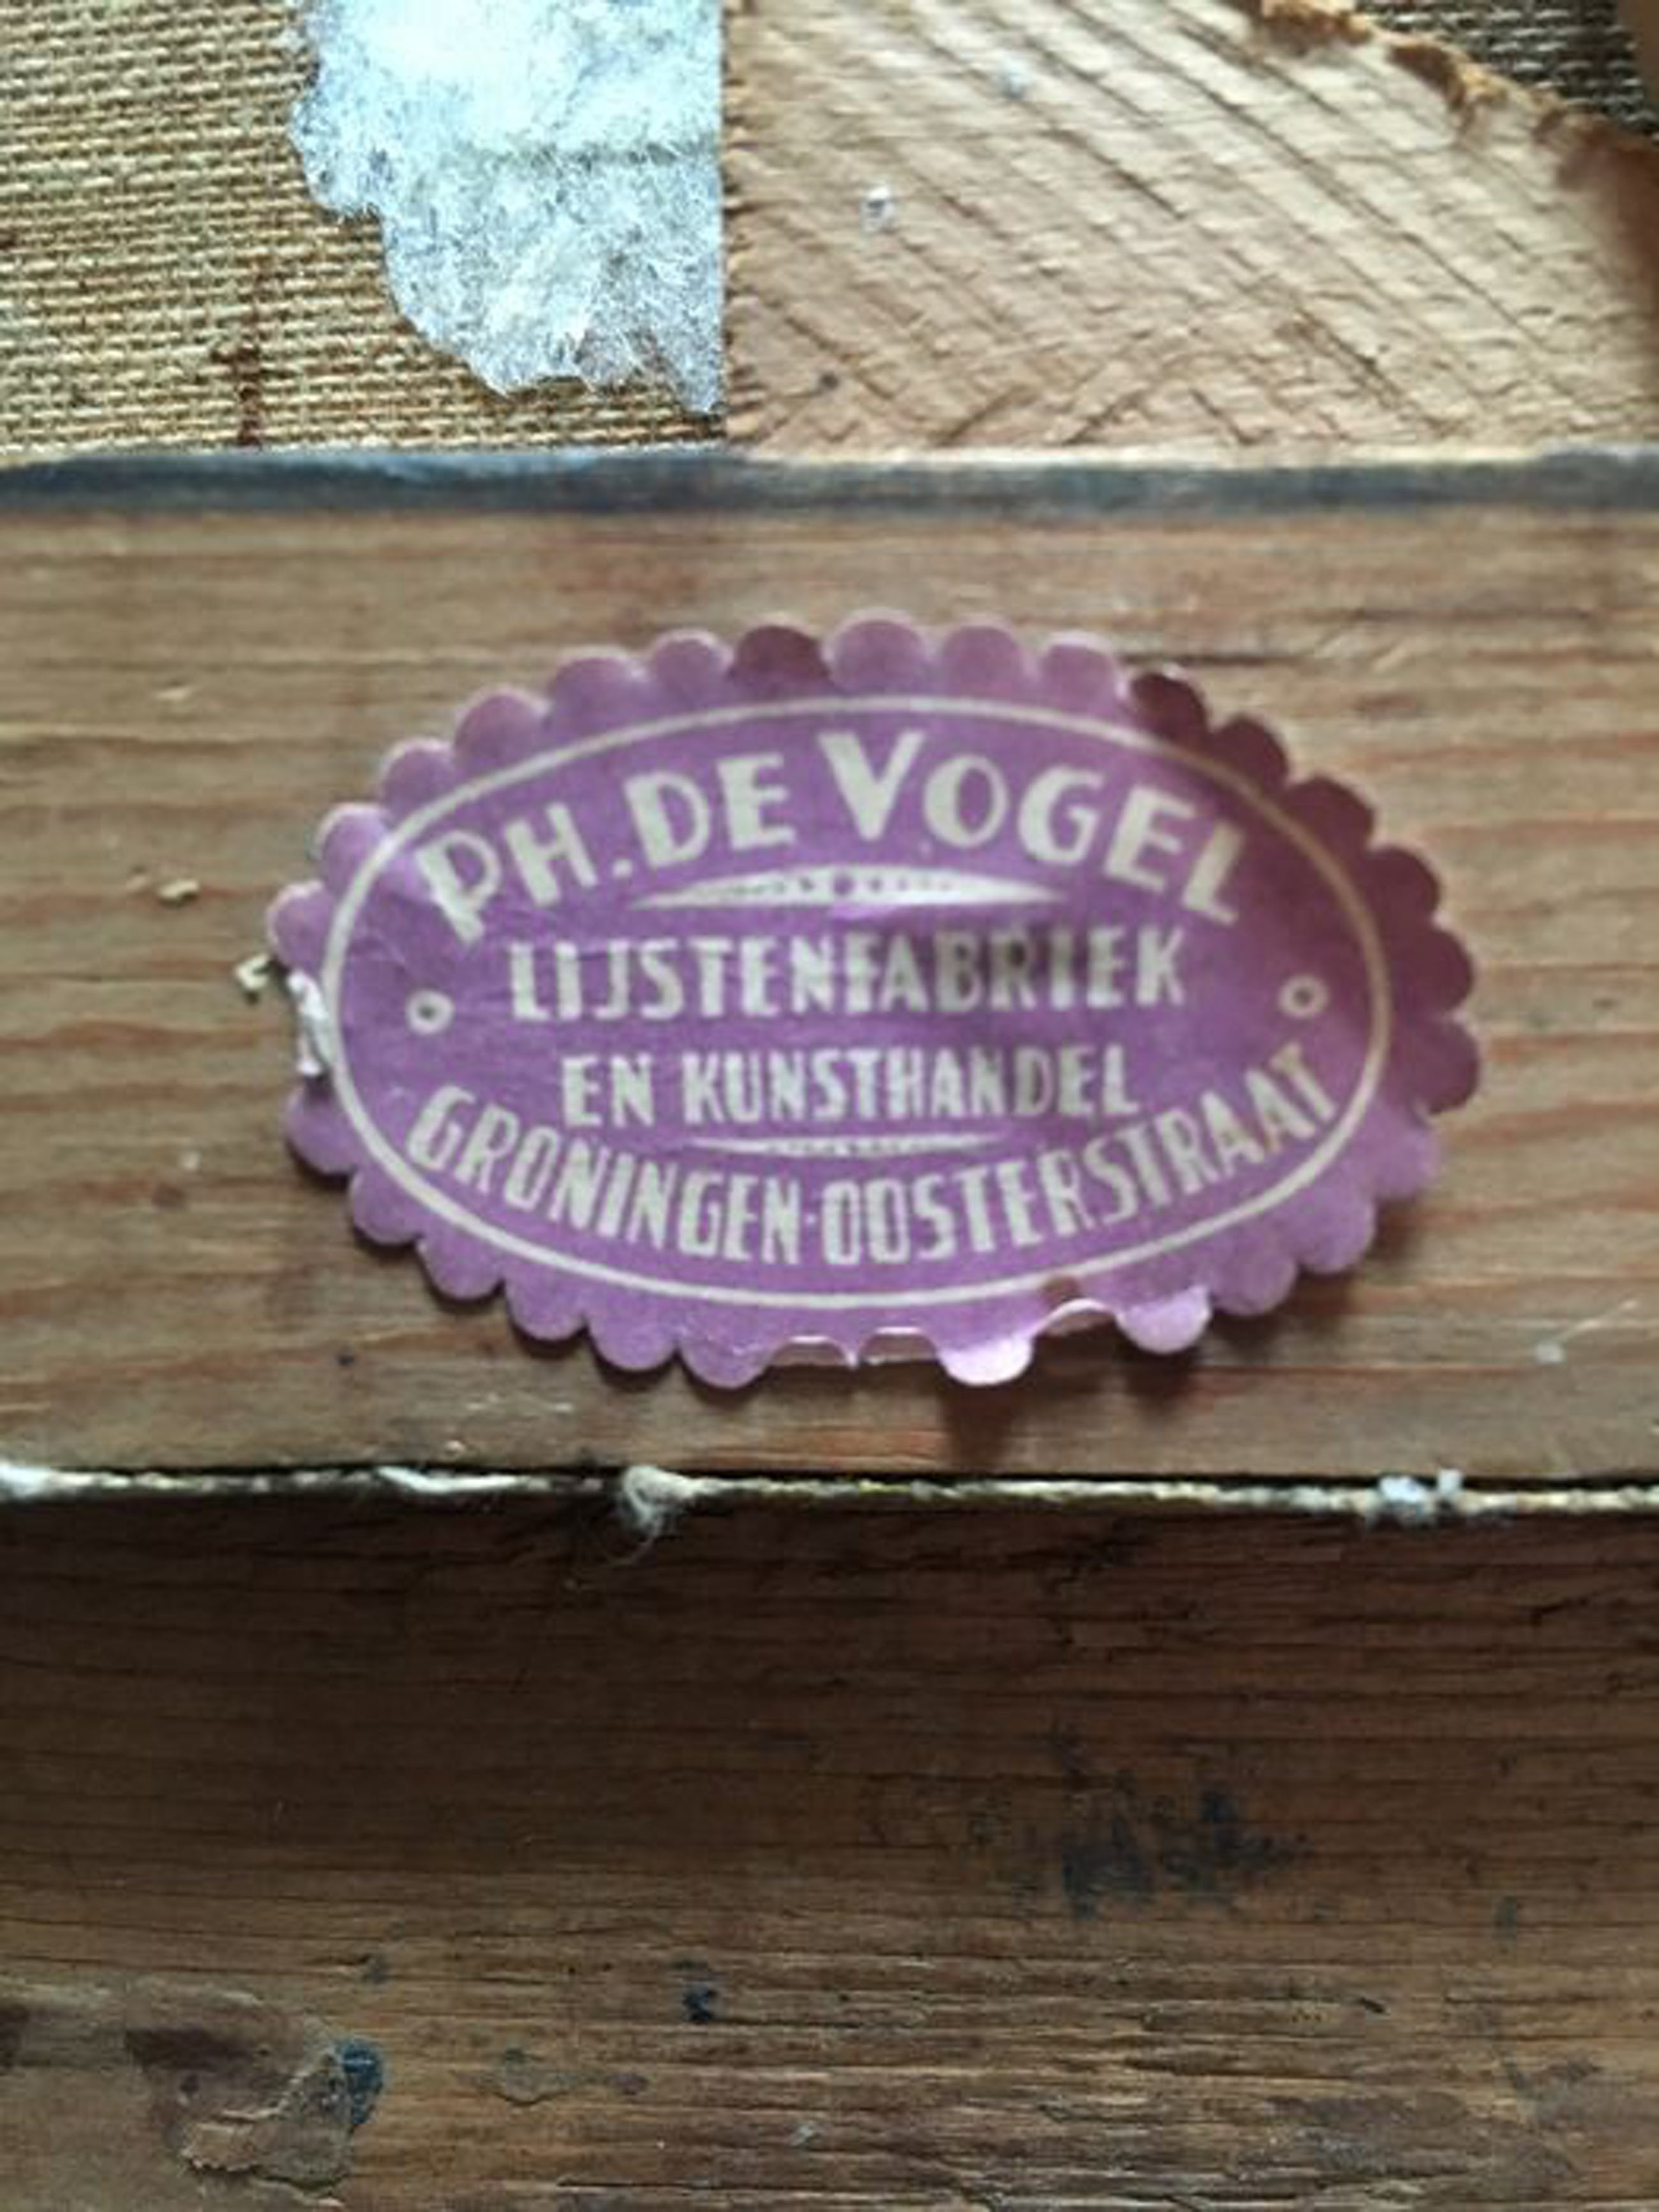 PH. DE VOGEL
LIJSTENFABRIEK
EN KUNSTHANDEL
GRONINGEN-OOSTERSTRAAT